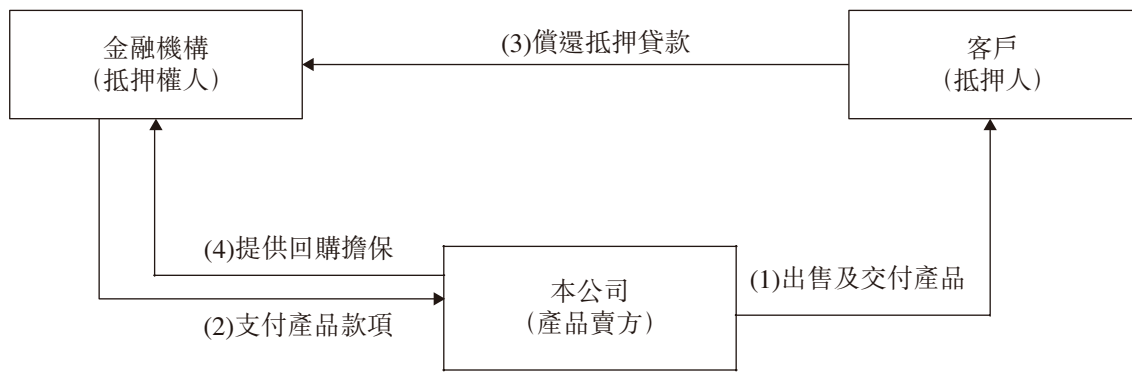 金融機構
（抵押權人）
(3)償還抵押貸款
客戶
（抵押人）
(4)提供回購擔保
(2)支付產品款項
本公司
（產品賣方）
(1)出售及交付產品